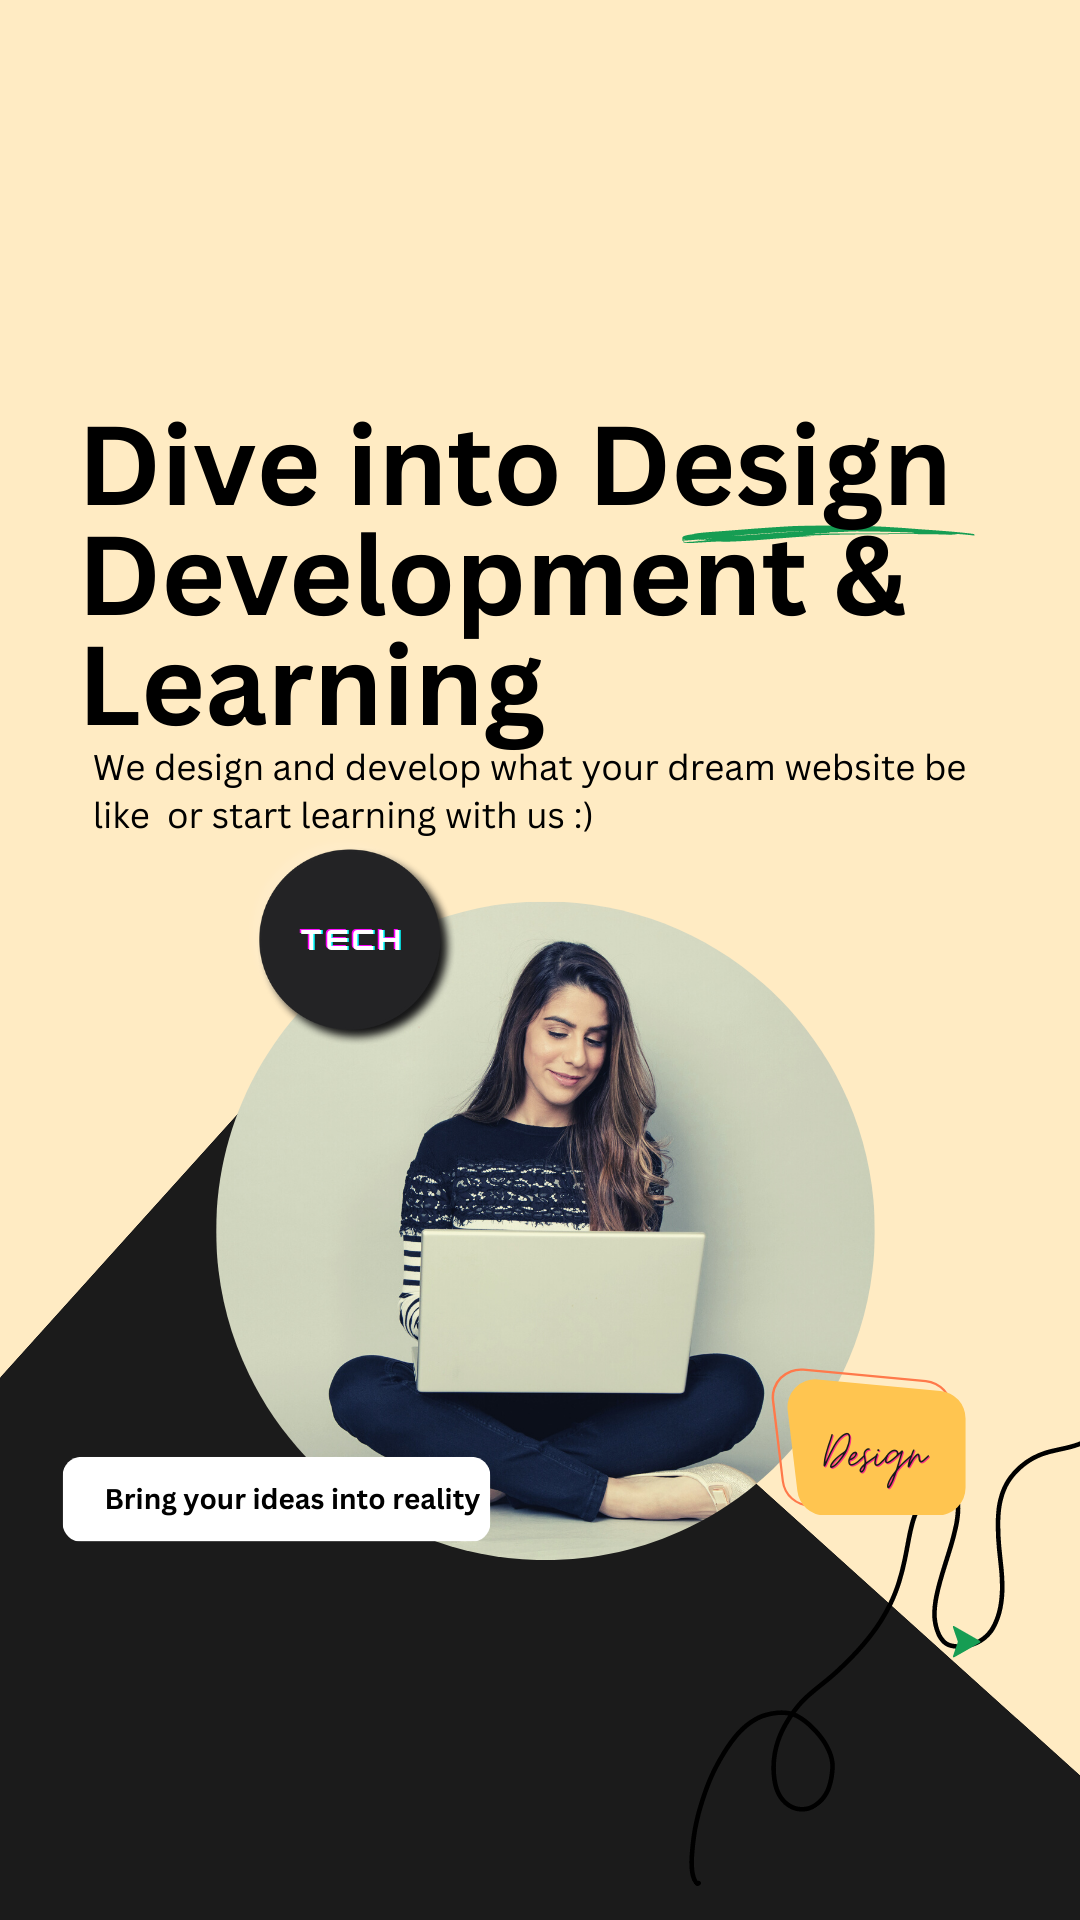 Dive into Design
Development &
Learning
We design and develop what your dream website be
like  or start learning with us :)
TECH
Design
Bring your ideas into reality